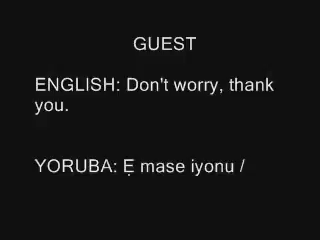 GUEST
ENGLISH: Don't worry, thank
you.
YORUBA: Ẹ mase iyonu /